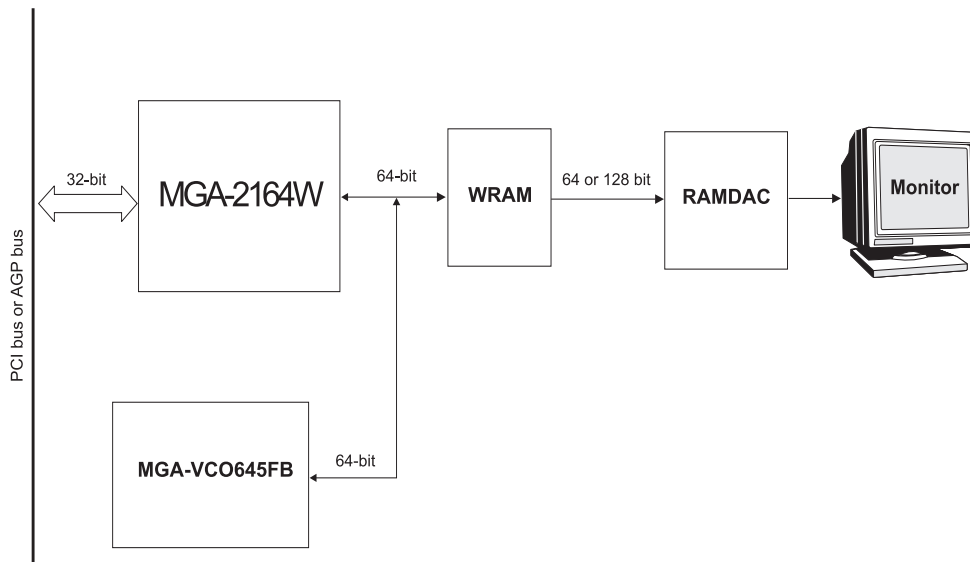 PCI bus or AGP bus
32-bit
MGA-2164W
64-bit
WRAM
64 or 128 bit
RAMDAC
Monitor
MGA-VCO645FB
64-bit